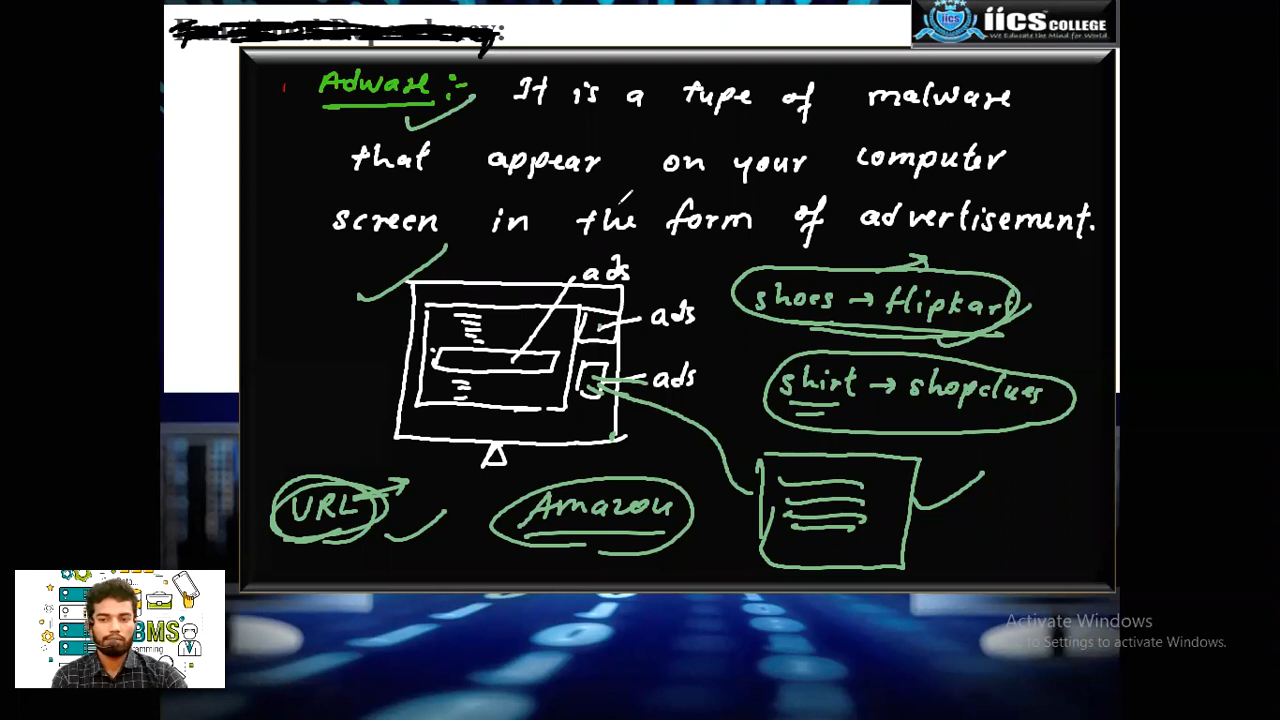 iics COLLEGE
We Educate the Mind for World
Adware :- It is a type of malware
that appear on your computer
screen in the form of advertisement.
ads
ads
ads
shoes → flipkart
shirt → shopclues
URL
Amazon
BMS
Activate Windows
to Settings to activate Windows.